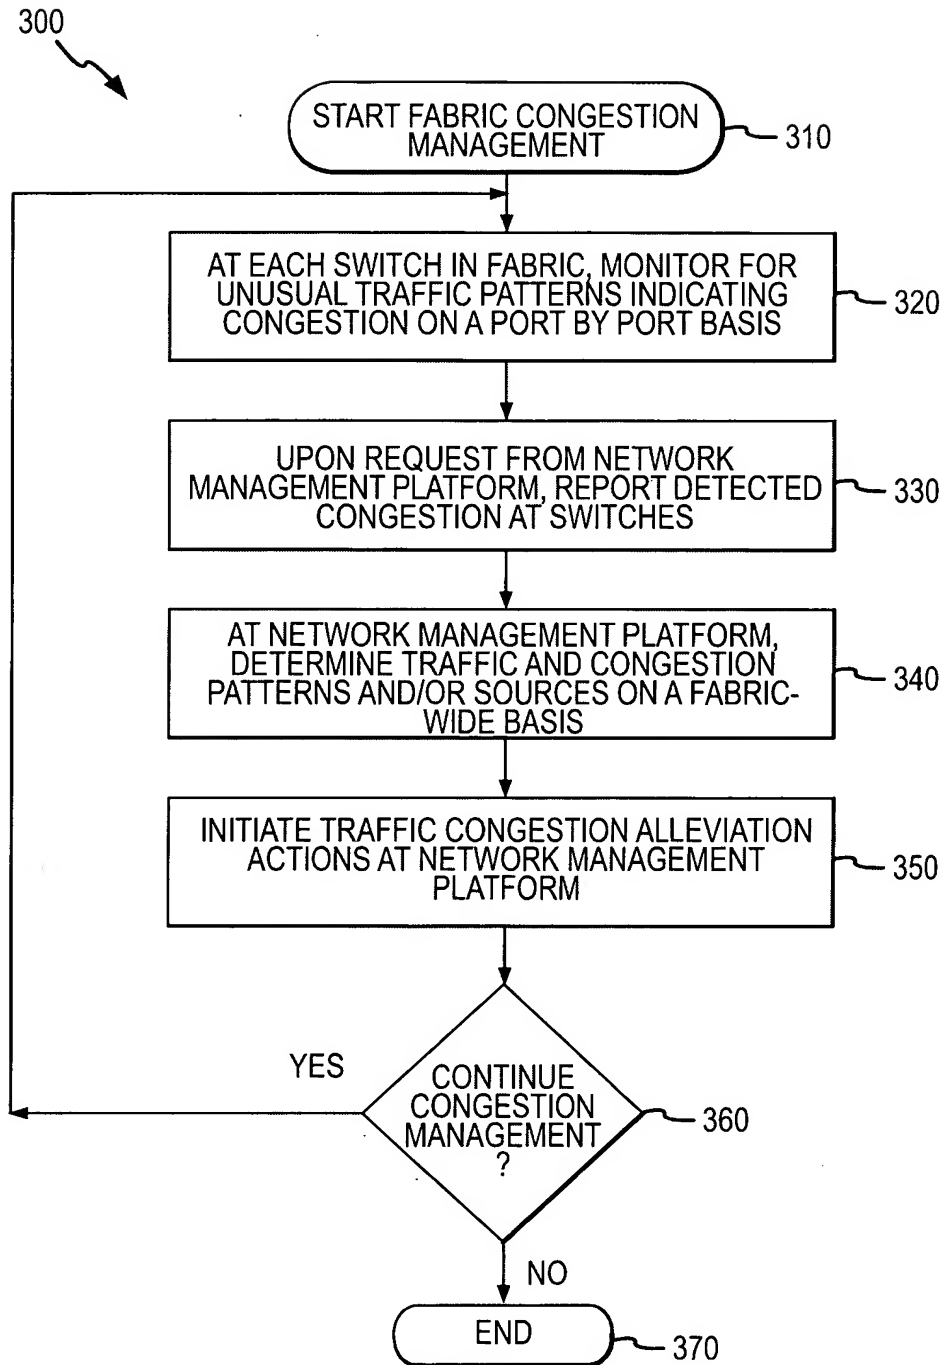 300
START FABRIC CONGESTION
MANAGEMENT
310
AT EACH SWITCH IN FABRIC, MONITOR FOR
UNUSUAL TRAFFIC PATTERNS INDICATING
CONGESTION ON A PORT BY PORT BASIS
320
UPON REQUEST FROM NETWORK
MANAGEMENT PLATFORM, REPORT DETECTED
CONGESTION AT SWITCHES
330
AT NETWORK MANAGEMENT PLATFORM,
DETERMINE TRAFFIC AND CONGESTION
PATTERNS AND/OR SOURCES ON A FABRIC-
WIDE BASIS
340
INITIATE TRAFFIC CONGESTION ALLEVIATION
ACTIONS AT NETWORK MANAGEMENT
PLATFORM
350
YES
CONTINUE
CONGESTION
MANAGEMENT
?
360
NO
END
370